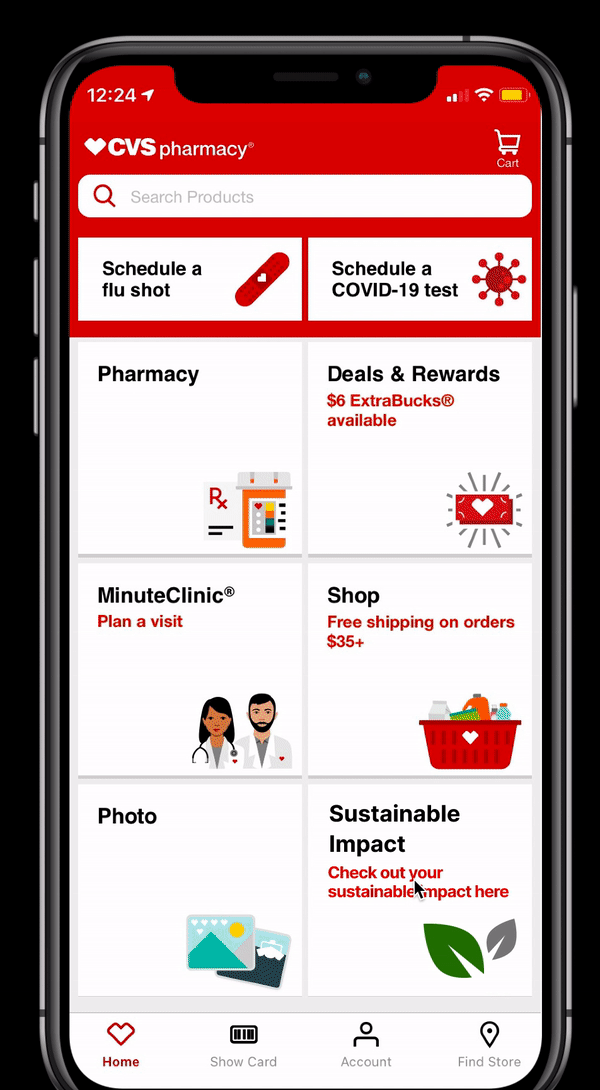 12:24
CVS pharmacy®
Cart
Search Products
Schedule a
flu shot
Schedule a
COVID-19 test
Pharmacy
Rx
Deals & Rewards
$6 ExtraBucks®
available
MinuteClinic®
Plan a visit
Shop
Free shipping on orders
$35+
Photo
Sustainable
Impact
Check out your
sustainable impact here
Home
Show Card
Account
Find Store